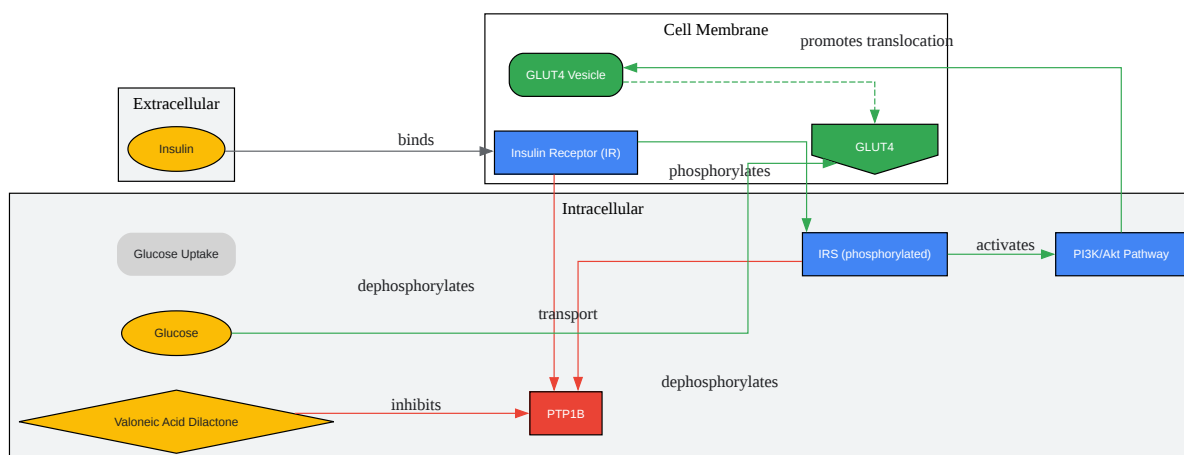 Cell Membrane
promotes translocation
GLUT4 Vesicle
Extracellular
Insulin
binds
Insulin Receptor (IR)
GLUT4
phosphorylates
Intracellular
Glucose Uptake
IRS (phosphorylated)
activates
PI3K/Akt Pathway
dephosphorylates
transport
Glucose
dephosphorylates
Valoneic Acid Dilactone
inhibits
PTP1B